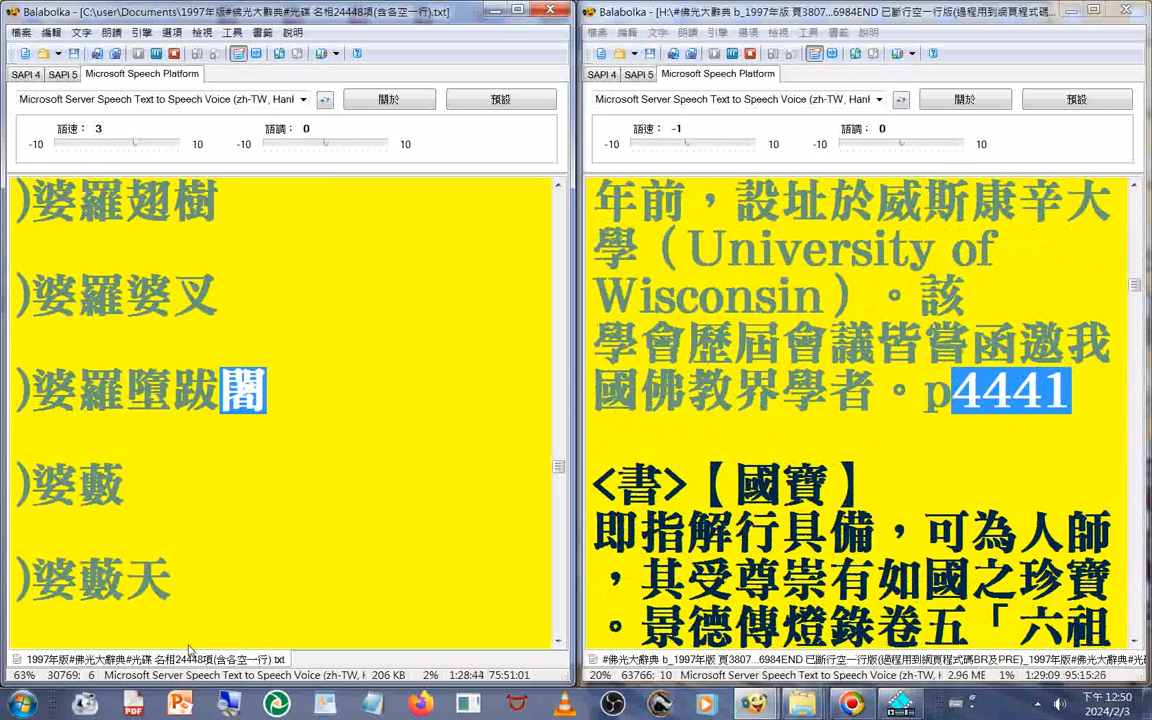 Balabolka - [C:\user\Documents\1997年版#佛光大辭典#光碟 名相24448項(含各空一行).txt]
檔案 編輯 文字 朗讀 引擎 選項 檢視 工具 書籤 說明
SAPI 4 SAPI 5 Microsoft Speech Platform
Microsoft Server Speech Text to Speech Voice (zh-TW, Hanl
關於
預設
語速： 3
語調： 0
-10 10 -10 10
)婆羅翅樹
)婆羅婆叉
)婆羅墮跋闍
)婆藪
)婆藪天
1997年版#佛光大辭典#光碟 名相24448項(含各空一行).txt
63% 30769: 6 Microsoft Server Speech Text to Speech Voice (zh-TW, H 206 KB 2% 1:28:44 75:51:01
Balabolka - [H:\#佛光大辭典 b_1997年版 頁3807...6984END 已斷行空一行版(過程用到網頁程式碼...
檔案 編輯 文字 朗讀 引擎 選項 檢視 工具 書籤 說明
SAPI 4 SAPI 5 Microsoft Speech Platform
Microsoft Server Speech Text to Speech Voice (zh-TW, Hanl
關於
預設
語速： -1
語調： 0
-10 10 -10 10
年前，設址於威斯康辛大
學（University of
Wisconsin）。該
學會歷屆會議皆嘗函邀我
國佛教界學者。p4441
<書>【國寶】
即指解行具備，可為人師
，其受尊崇有如國之珍寶
。景德傳燈錄卷五「六祖
#佛光大辭典 b_1997年版 頁3807...6984END 已斷行空一行版(過程用到網頁程式碼BR及PRE)_1997年版#光
20% 63766: 10 Microsoft Server Speech Text to Speech Voice (zh-TW, H 2.96 MB 1% 1:29:09 95:15:26
PDF
下午 12:50
2024/2/3